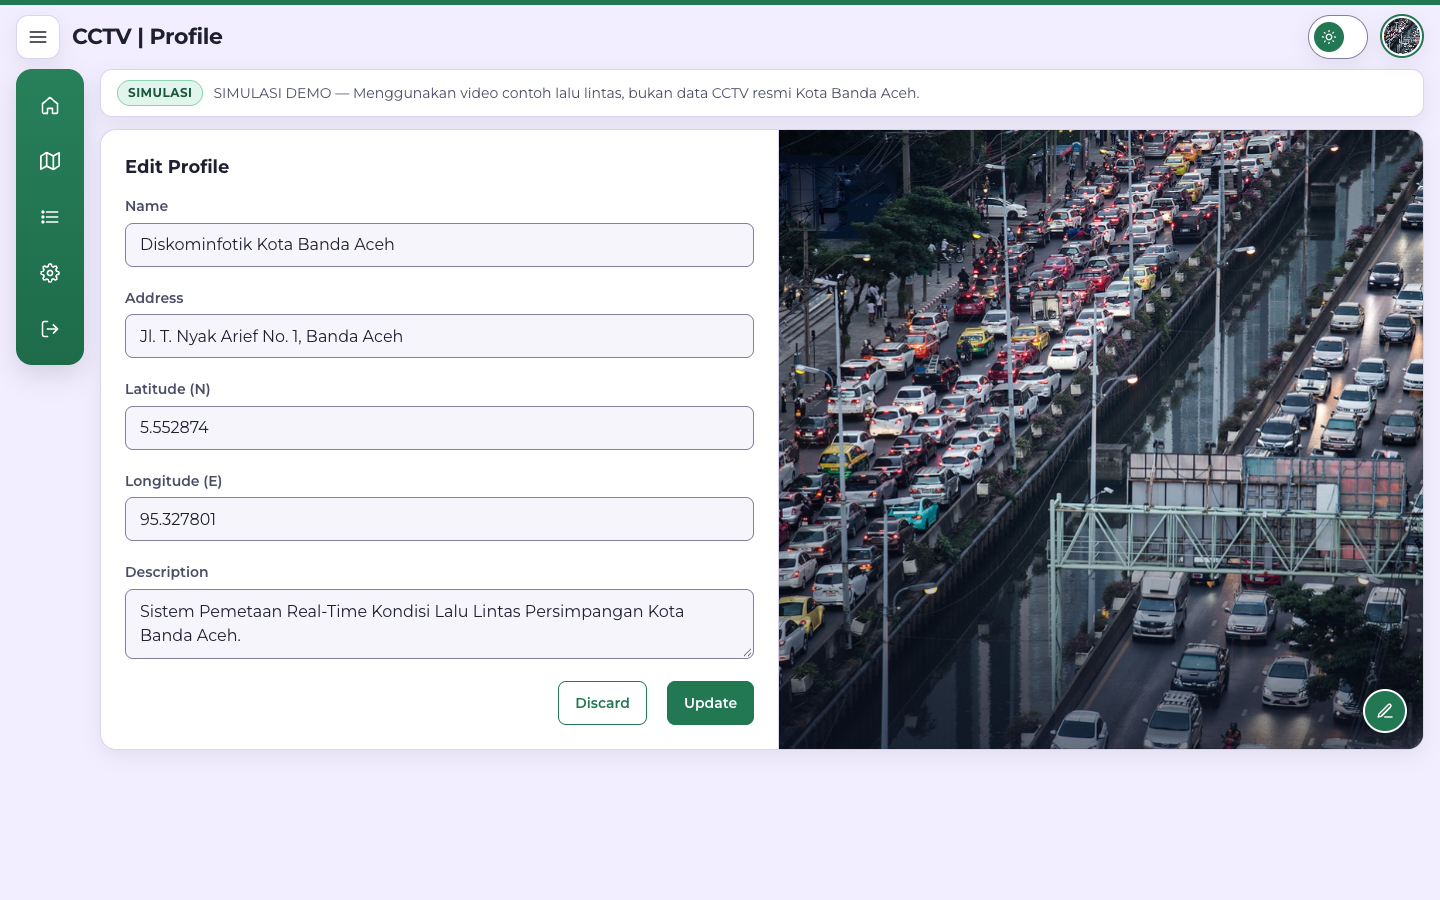 CCTV | Profile
SIMULASI
SIMULASI DEMO — Menggunakan video contoh lalu lintas, bukan data CCTV resmi Kota Banda Aceh.
Edit Profile
Name
Diskominfotik Kota Banda Aceh
Address
Jl. T. Nyak Arief No. 1, Banda Aceh
Latitude (N)
5.552874
Longitude (E)
95.327801
Description
Sistem Pemetaan Real-Time Kondisi Lalu Lintas Persimpangan Kota
Banda Aceh.
Discard
Update